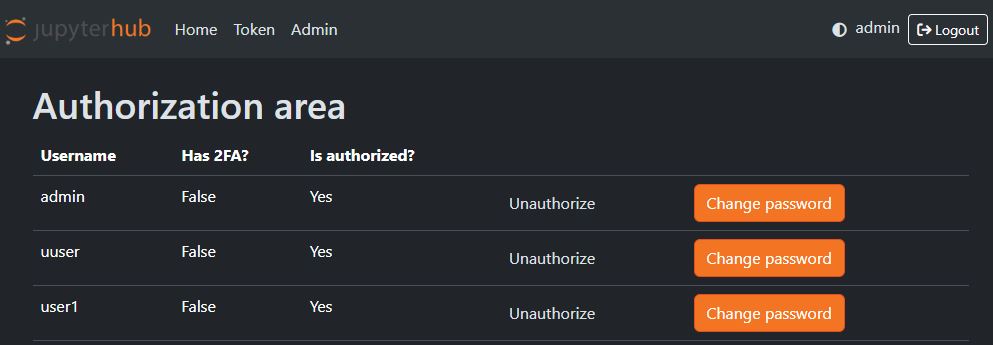 jupyterhub Home Token Admin admin Logout
Authorization area
Username Has 2FA? Is authorized?
admin False Yes Unauthorize Change password
uuser False Yes Unauthorize Change password
user1 False Yes Unauthorize Change password